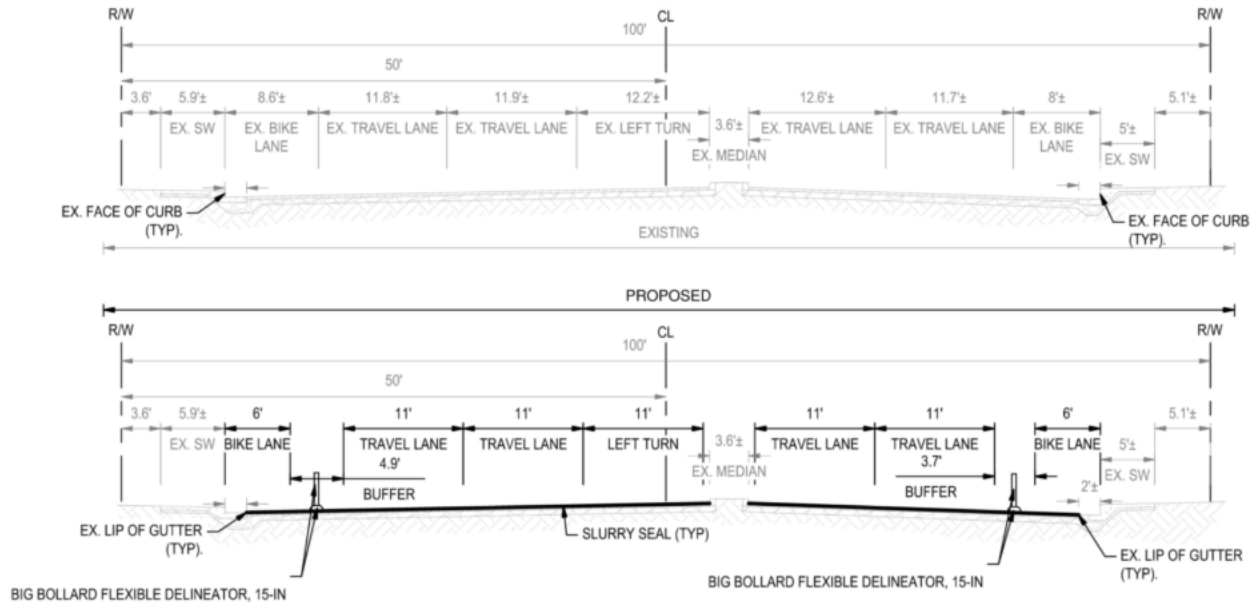 R/W CL R/W
100'
50'
3.6' 5.9'± 8.6'± 11.8'± 11.9'± 12.2'± 3.6'± 12.6'± 11.7'± 8'± 5.1'±
EX. SW EX. BIKE LANE EX. TRAVEL LANE EX. TRAVEL LANE EX. LEFT TURN EX. MEDIAN EX. TRAVEL LANE EX. TRAVEL LANE EX. BIKE LANE 5'± EX. SW
EX. FACE OF CURB
(TYP).
EX. FACE OF CURB
(TYP).
EXISTING
PROPOSED
R/W CL R/W
100'
50'
3.6' 5.9'± 6' 11' 11' 11' 3.6'± 11' 11' 6' 5.1'±
EX. SW BIKE LANE TRAVEL LANE TRAVEL LANE LEFT TURN EX. MEDIAN TRAVEL LANE TRAVEL LANE BIKE LANE 5'± EX. SW
4.9' 3.7'
BUFFER BUFFER 2'±
EX. LIP OF GUTTER
(TYP).
SLURRY SEAL (TYP)
EX. LIP OF GUTTER
(TYP).
BIG BOLLARD FLEXIBLE DELINEATOR, 15-IN
BIG BOLLARD FLEXIBLE DELINEATOR, 15-IN